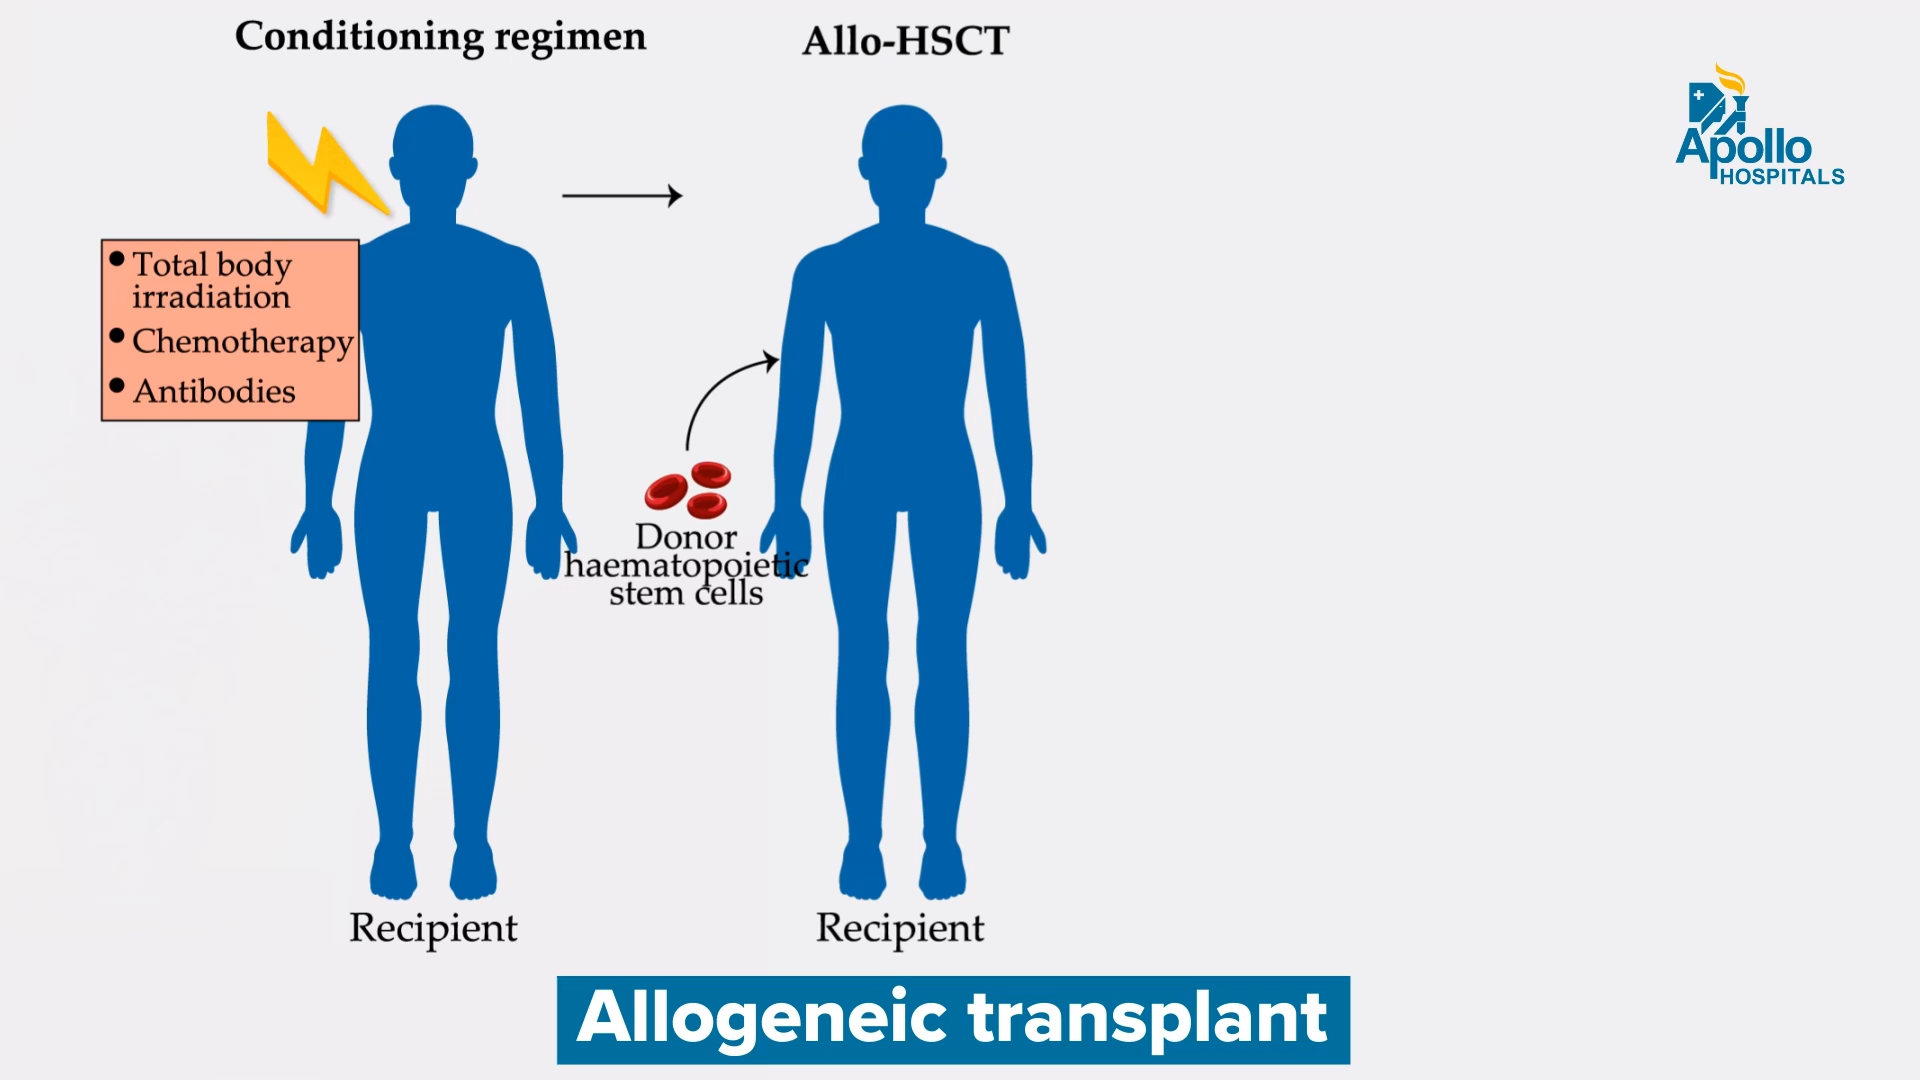 Conditioning regimen
Allo-HSCT
Apollo
HOSPITALS
• Total body
irradiation
• Chemotherapy
• Antibodies
Donor
haematopoietic
stem cells
Recipient
Recipient
Allogeneic transplant